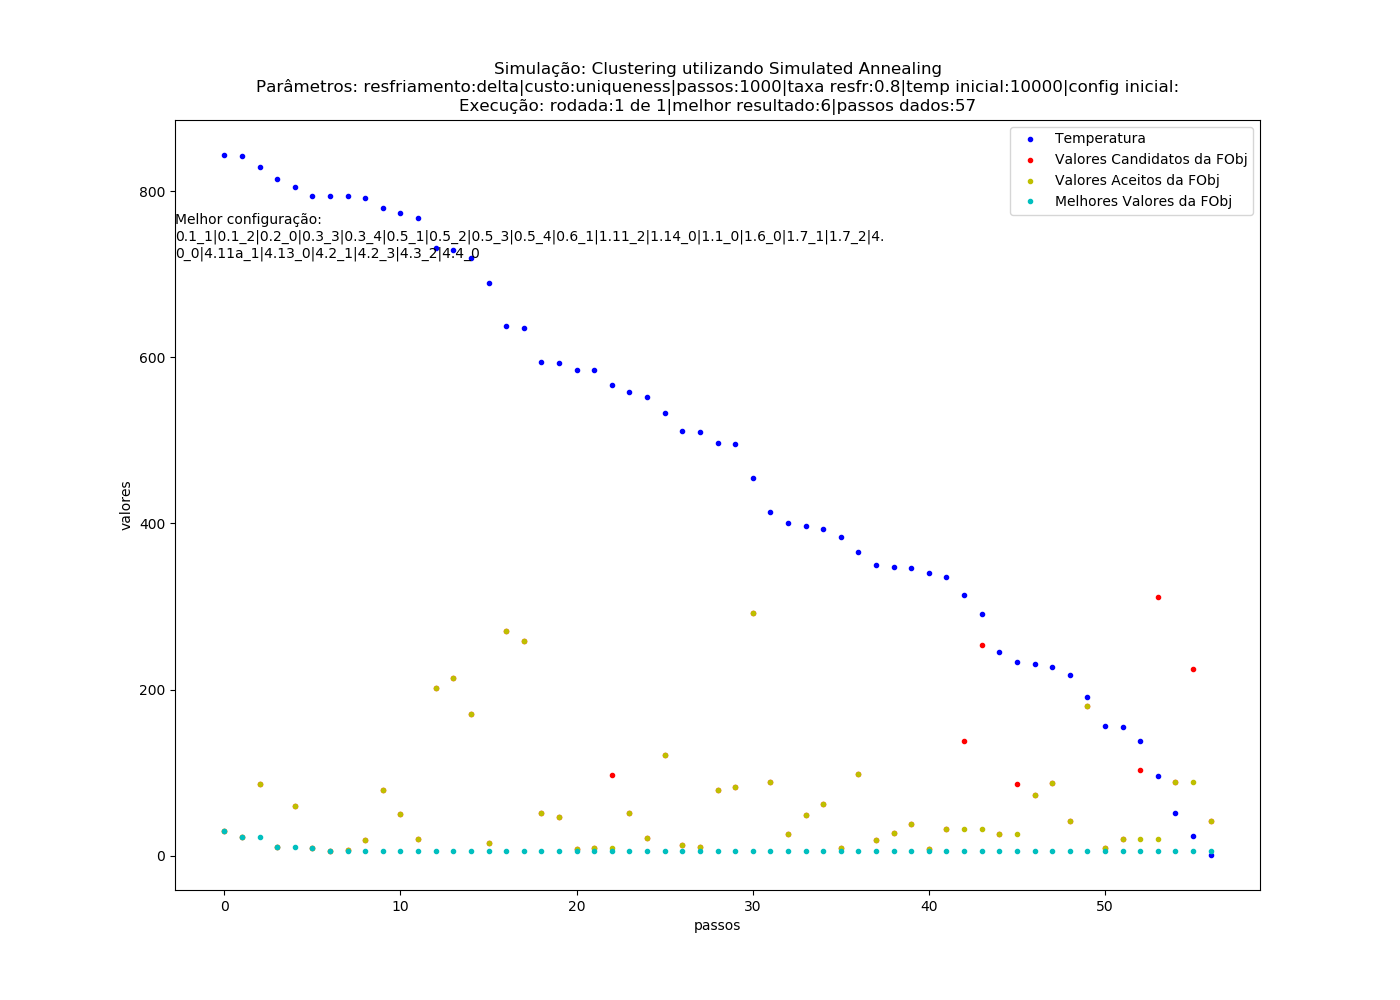 Simulação: Clustering utilizando Simulated Annealing
Parâmetros: resfriamento:delta|custo:uniqueness|passos:1000|taxa resfr:0.8|temp inicial:10000|config inicial:
Execução: rodada:1 de 1|melhor resultado:6|passos dados:57
Temperatura
Valores Candidatos da FObj
Valores Aceitos da FObj
Melhores Valores da FObj
800
Melhor configuração:
0.1_1|0.1_2|0.2_0|0.3_3|0.3_4|0.5_1|0.5_2|0.5_3|0.5_4|0.6_1|1.11_2|1.14_0|1.1_0|1.6_0|1.7_1|1.7_2|4.
0_0|4.11a_1|4.13_0|4.2_1|4.2_3|4.3_2|4.4_0
600
valores
400
200
0
0 10 20 30 40 50
passos